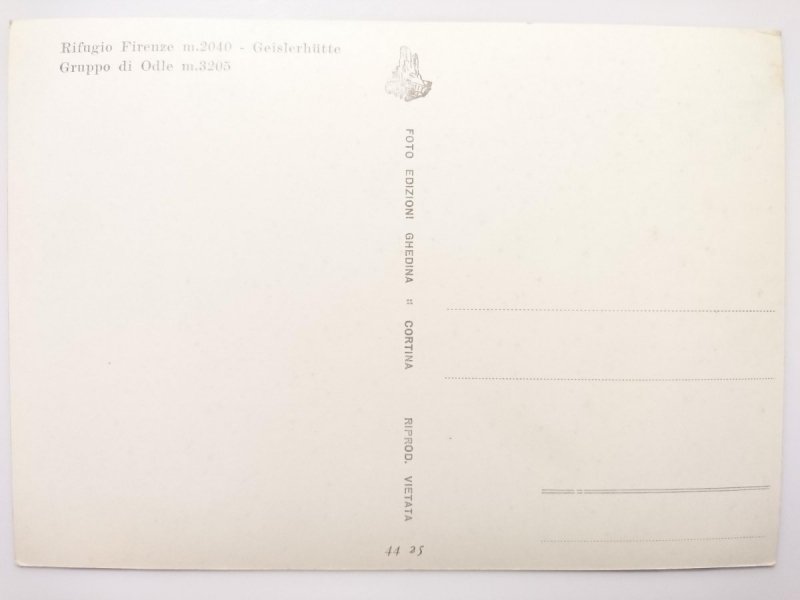 Rifugio Firenze m.2040 - Geislerhütte
Gruppo di Odle m.3205
FOTO EDIZIONI GHEDINA :: CORTINA RIPROD. VIETATA
44 25